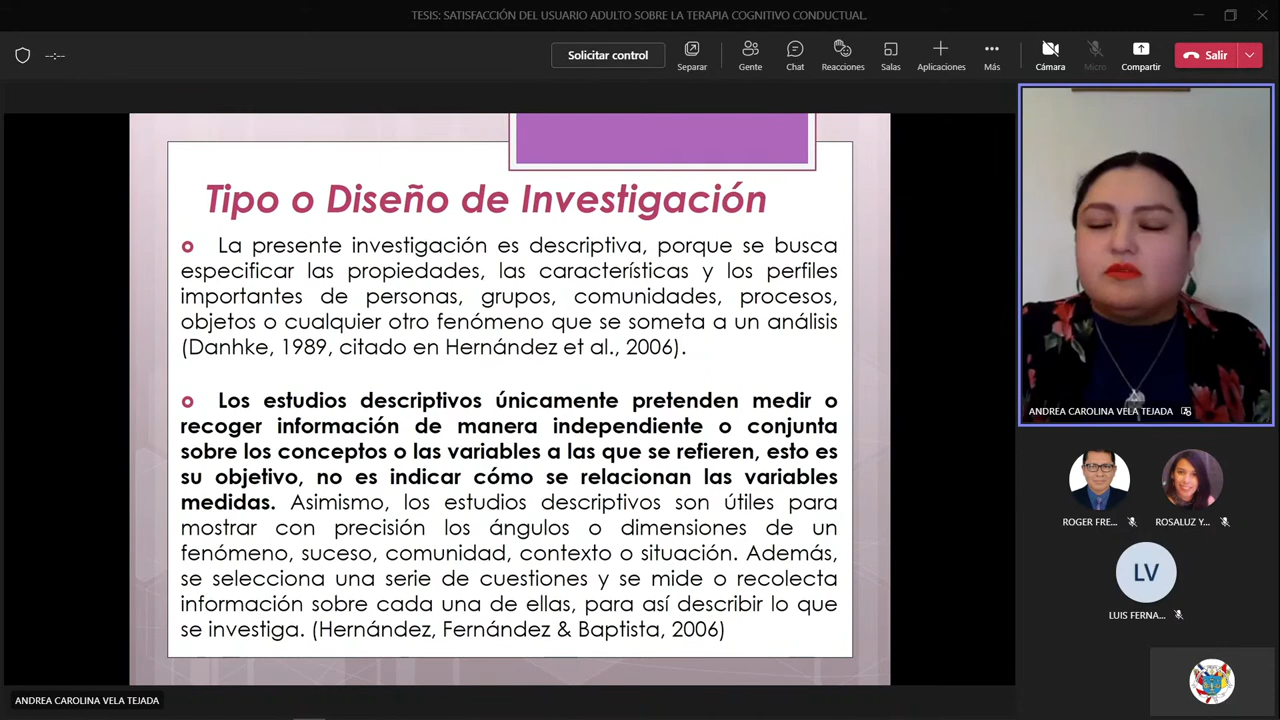 TESIS: SATISFACCIÓN DEL USUARIO ADULTO SOBRE LA TERAPIA COGNITIVO CONDUCTUAL.
--:--
Solicitar control
Separar
Gente
Chat
Reacciones
Salas
Aplicaciones
Más
Cámara
Micro
Compartir
Salir
Tipo o Diseño de Investigación
La presente investigación es descriptiva, porque se busca
especificar las propiedades, las características y los perfiles
importantes de personas, grupos, comunidades, procesos,
objetos o cualquier otro fenómeno que se someta a un análisis
(Danhke, 1989, citado en Hernández et al., 2006).
Los estudios descriptivos únicamente pretenden medir o
recoger información de manera independiente o conjunta
sobre los conceptos o las variables a las que se refieren, esto es
su objetivo, no es indicar cómo se relacionan las variables
medidas. Asimismo, los estudios descriptivos son útiles para
mostrar con precisión los ángulos o dimensiones de un
fenómeno, suceso, comunidad, contexto o situación. Además,
se selecciona una serie de cuestiones y se mide o recolecta
información sobre cada una de ellas, para así describir lo que
se investiga. (Hernández, Fernández & Baptista, 2006)
ANDREA CAROLINA VELA TEJADA
ROGER FRE...
ROSALUZ Y...
LV
LUIS FERNA...
ANDREA CAROLINA VELA TEJADA